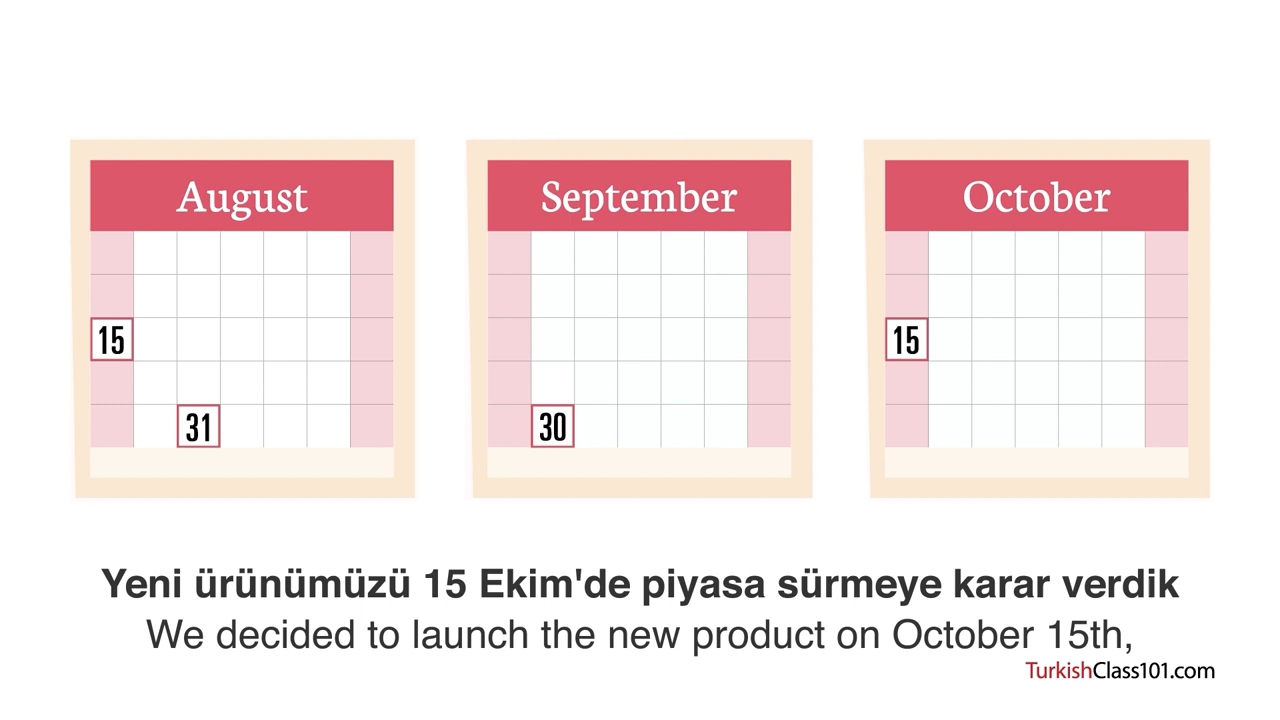 August
September
October
15
15
31
30
Yeni ürünümüzü 15 Ekim'de piyasa sürmeye karar verdik
We decided to launch the new product on October 15th,
TurkishClass101.com